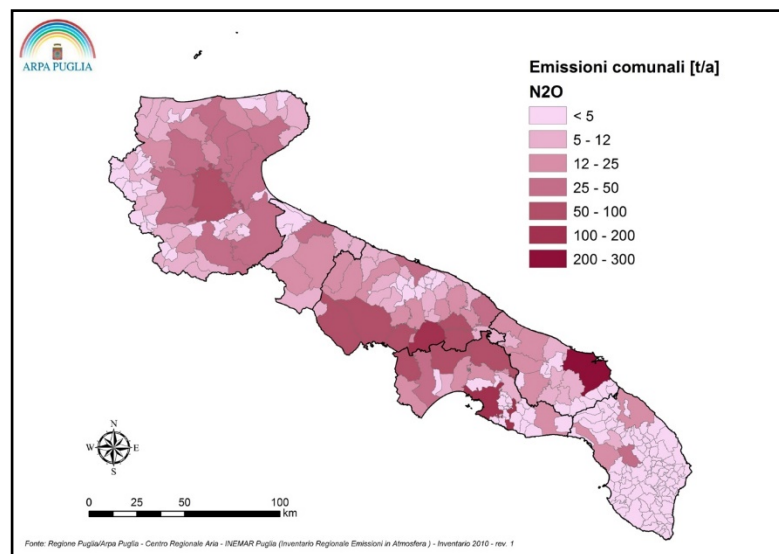 ARPA PUGLIA
Emissioni comunali [t/a]
N2O
< 5
5 - 12
12 - 25
25 - 50
50 - 100
100 - 200
200 - 300
N
W E
S
0 25 50 100
km
Fonte: Regione Puglia/Arpa Puglia - Centro Regionale Aria - INEMAR Puglia (Inventario Regionale Emissioni in Atmosfera ) - Inventario 2010 - rev. 1